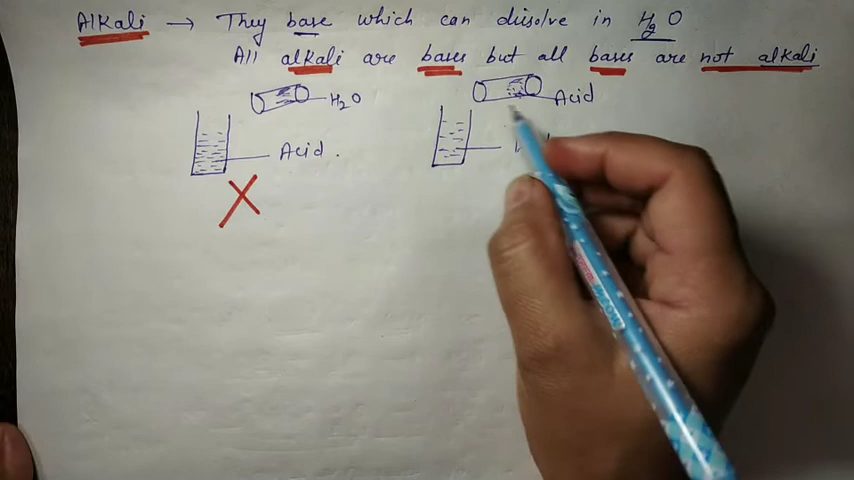 Alkali → They base which can dissolve in H2O
All alkali are bases but all bases are not alkali
H2O
Acid
Acid .